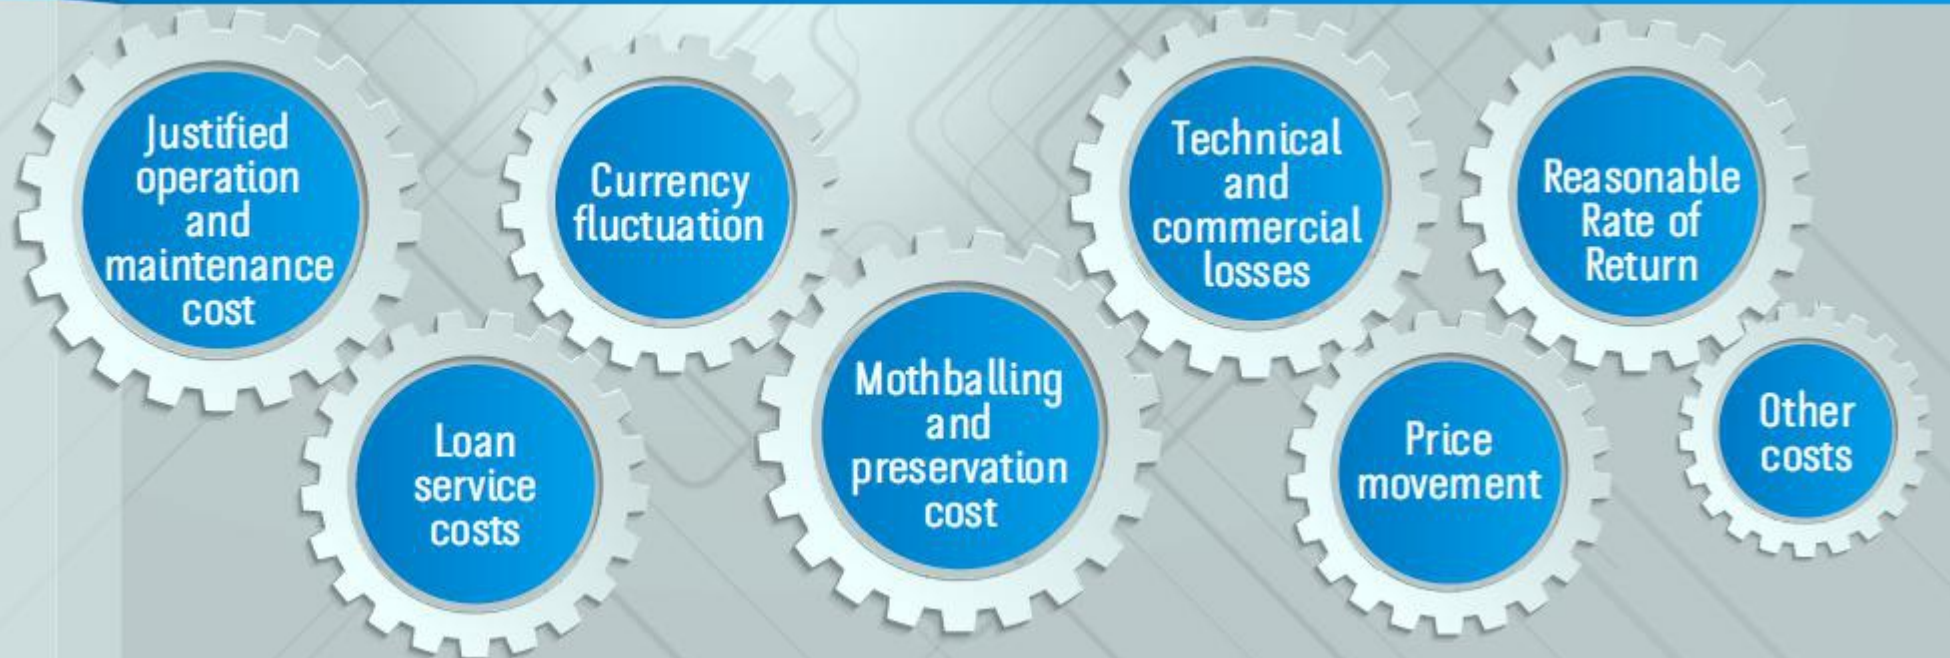 Justified
operation
and
maintenance
cost
Loan
service
costs
Currency
fluctuation
Mothballing
and
preservation
cost
Technical
and
commercial
losses
Price
movement
Reasonable
Rate of
Return
Other
costs